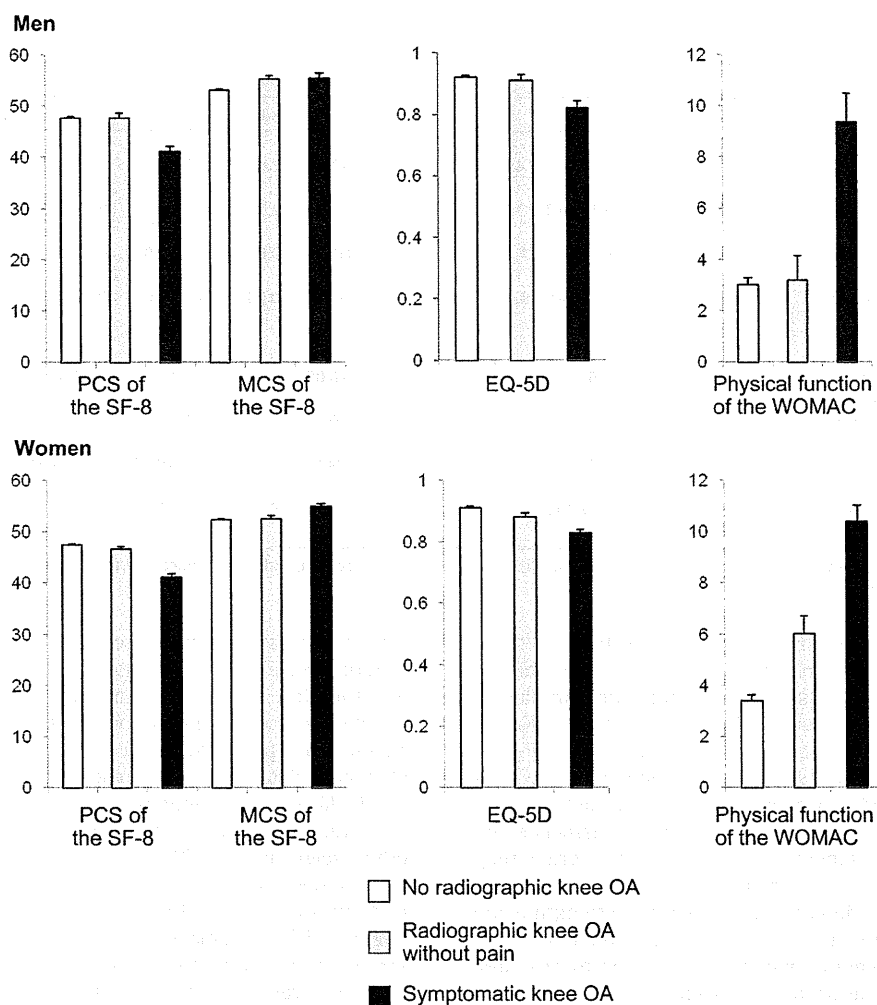 Men
60
50
40
30
20
10
0
PCS of
the SF-8
MCS of
the SF-8
1
0.8
0.6
0.4
0.2
0
EQ-5D
12
10
8
6
4
2
0
Physical function
of the WOMAC
Women
60
50
40
30
20
10
0
PCS of
the SF-8
MCS of
the SF-8
1
0.8
0.6
0.4
0.2
0
EQ-5D
12
10
8
6
4
2
0
Physical function
of the WOMAC
No radiographic knee OA
Radiographic knee OA
without pain
Symptomatic knee OA